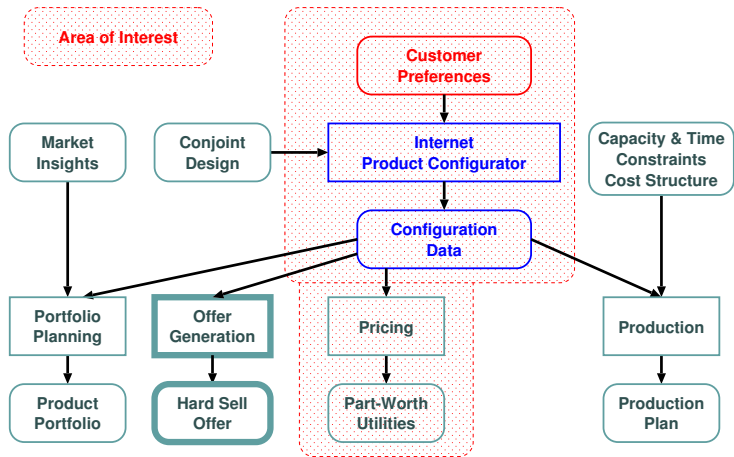 Area of Interest
Customer
Preferences
Market
Insights
Conjoint
Design
Internet
Product Configurator
Capacity & Time
Constraints
Cost Structure
Configuration
Data
Portfolio
Planning
Offer
Generation
Pricing
Production
Product
Portfolio
Hard Sell
Offer
Part-Worth
Utilities
Production
Plan